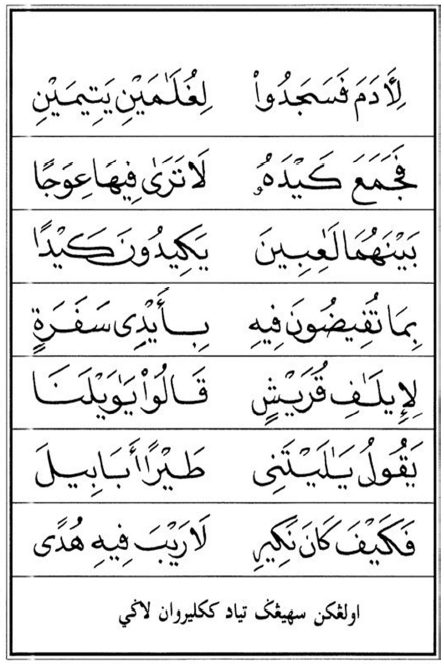 لِأٓدَمَ فَسَجَدُوا۟ لِغُلَـٰمَيْنِ يَتِيمَيْنِ
فَجَمَعَ كَيْدَهُۥ لَا تَرَىٰ فِيهَا عِوَجًا
بَيْنَهُمَا لَـٰعِبِينَ يَكِيدُونَ كَيْدًا
بِمَا تُفِيضُونَ فِيهِ بِأَيْدِى سَفَرَةٍ
لِإِيلَـٰفِ قُرَيْشٍ قَالُوا۟ يَـٰوَيْلَنَا
يَقُولُ يَـٰلَيْتَنِى طَيْرًا أَبَابِيلَ
فَكَيْفَ كَانَ نَكِيرِ لَا رَيْبَ فِيهِ هُدًى
اولڠكن سهيڠݢ تياد ككليروان لاݢي